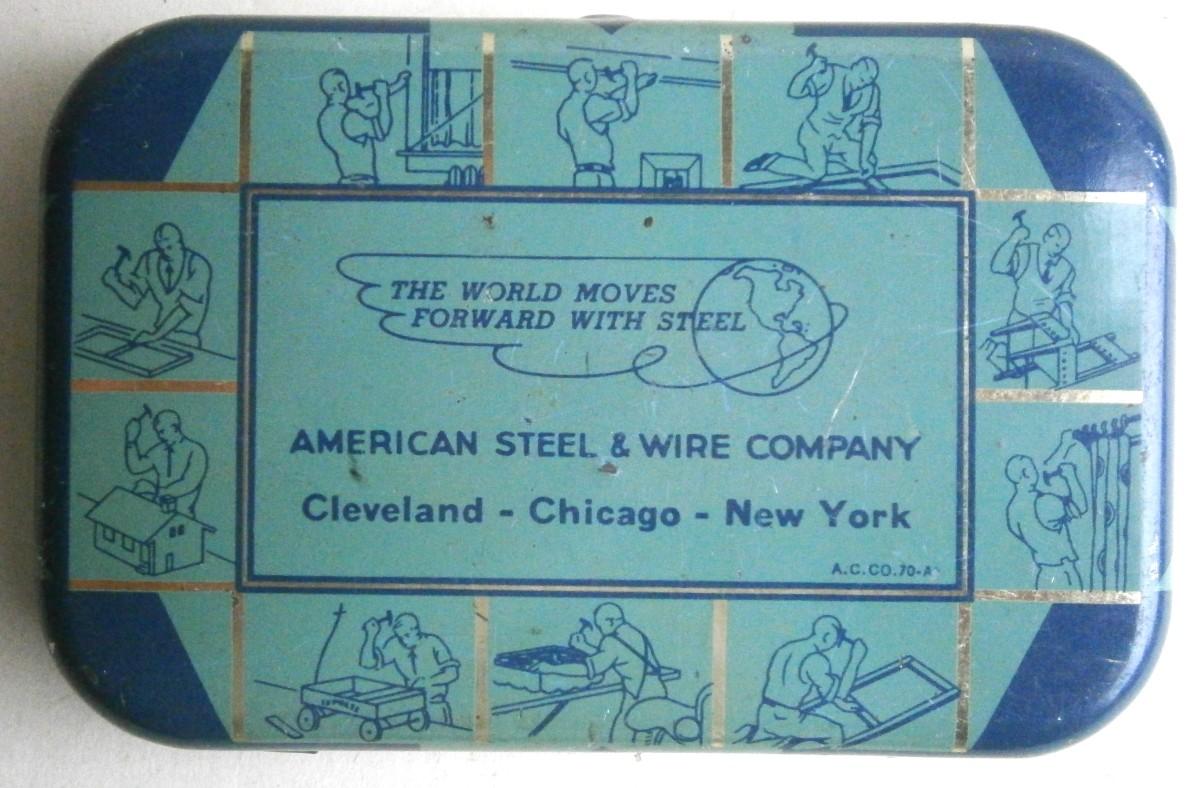 THE WORLD MOVES
FORWARD WITH STEEL
AMERICAN STEEL & WIRE COMPANY
Cleveland - Chicago - New York
A.C.CO.70-A